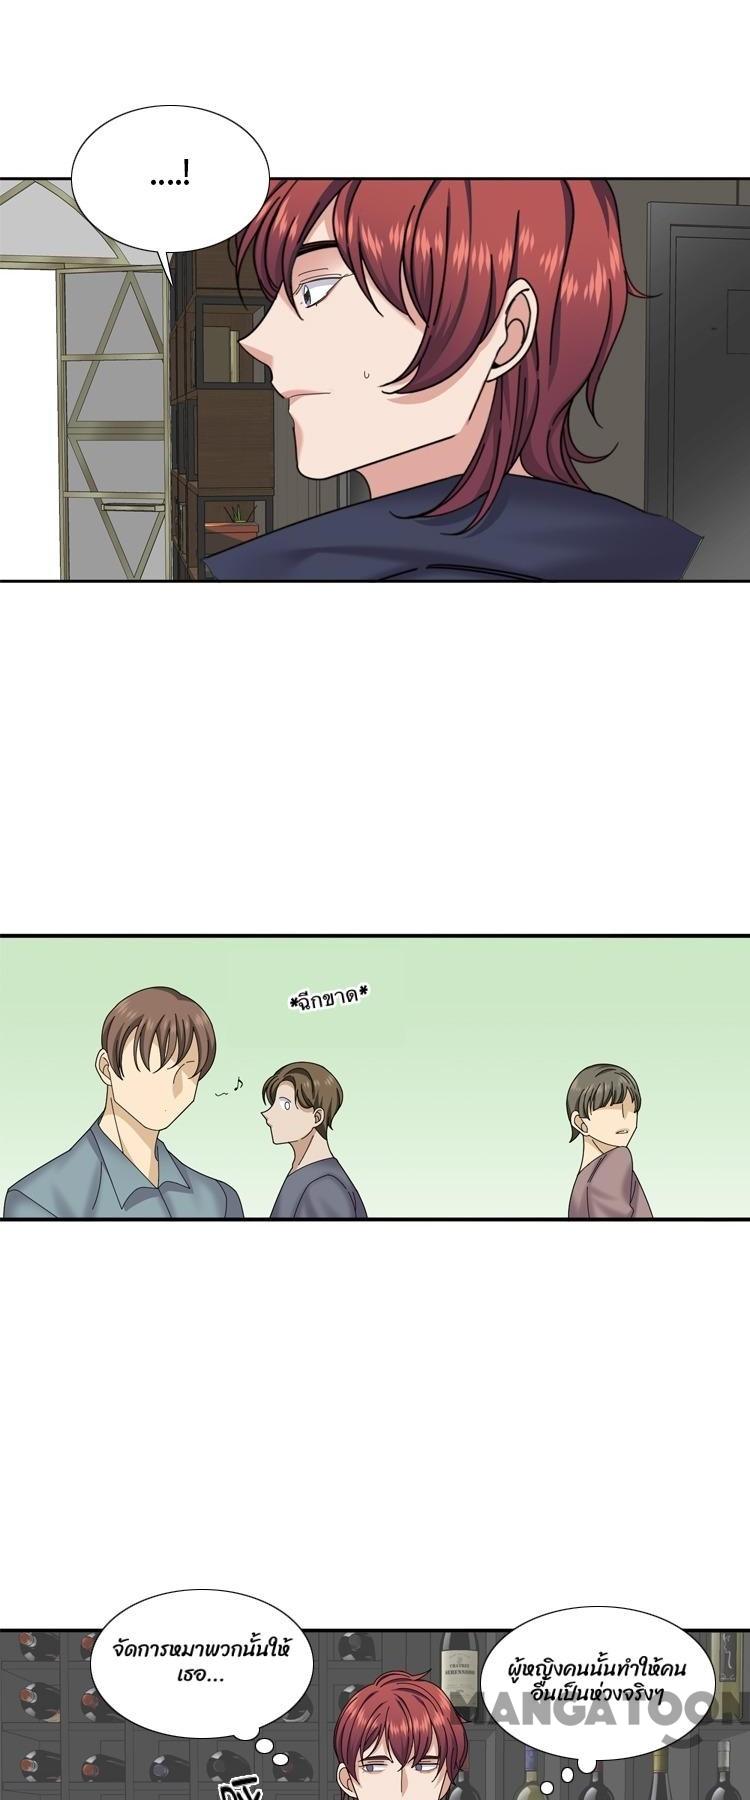 ....!
*ฉีกขาด*
จัดการหมาพวกนั้นให้
เธอ...
ผู้หญิงคนนั้นทำให้คน
อื่นเป็นห่วงจริงๆ
MANGATOON